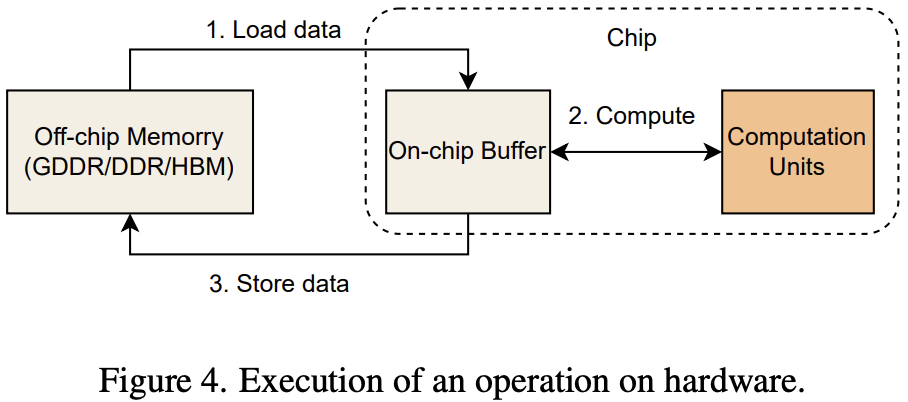 1. Load data
Chip
Off-chip Memorry
(GDDR/DDR/HBM)
On-chip Buffer
2. Compute
Computation
Units
3. Store data
Figure 4. Execution of an operation on hardware.